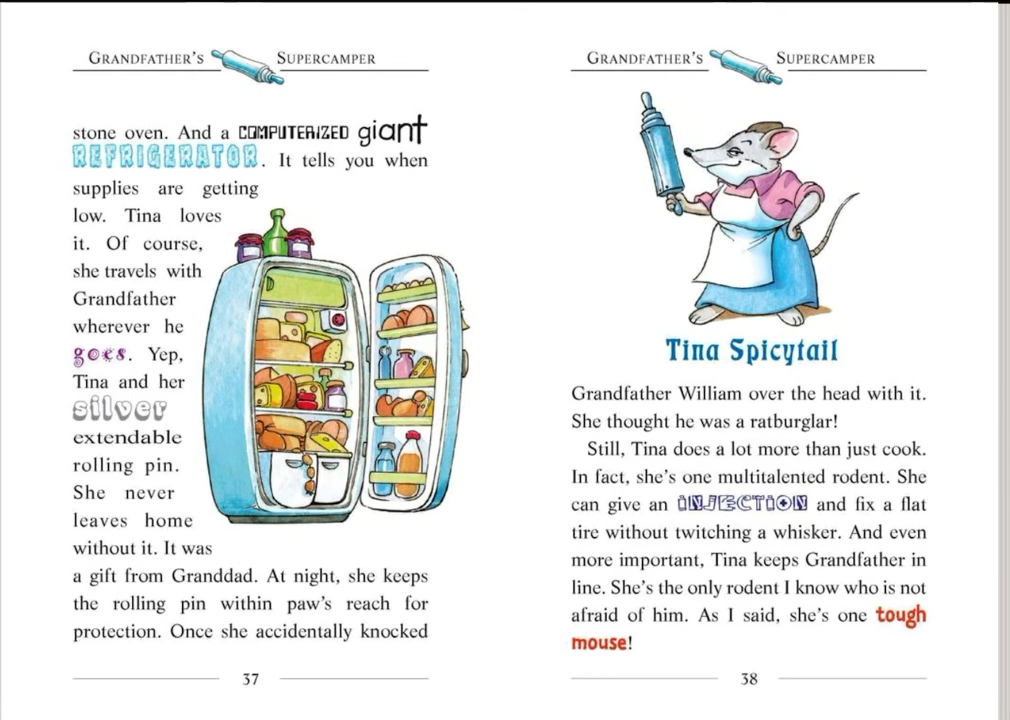 GRANDFATHER'S SUPERCAMPER
stone oven. And a COMPUTERIZED giant
REFRIGERATOR. It tells you when
supplies are getting
low. Tina loves
it. Of course,
she travels with
Grandfather
wherever he
goes. Yep,
Tina and her
silver
extendable
rolling pin.
She never
leaves home
without it. It was
a gift from Granddad. At night, she keeps
the rolling pin within paw's reach for
protection. Once she accidentally knocked
37
GRANDFATHER'S SUPERCAMPER
Tina Spicytail
Grandfather William over the head with it.
She thought he was a ratburglar!
Still, Tina does a lot more than just cook.
In fact, she's one multitalented rodent. She
can give an INJECTION and fix a flat
tire without twitching a whisker. And even
more important, Tina keeps Grandfather in
line. She's the only rodent I know who is not
afraid of him. As I said, she's one tough
mouse!
38